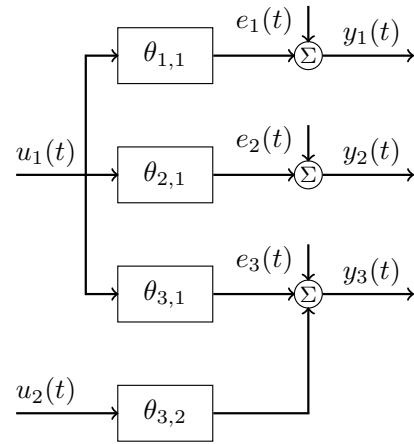 e₁(t) y₁(t)
θ₁,₁ Σ
u₁(t) e₂(t) y₂(t)
θ₂,₁ Σ
e₃(t) y₃(t)
θ₃,₁ Σ
u₂(t)
θ₃,₂